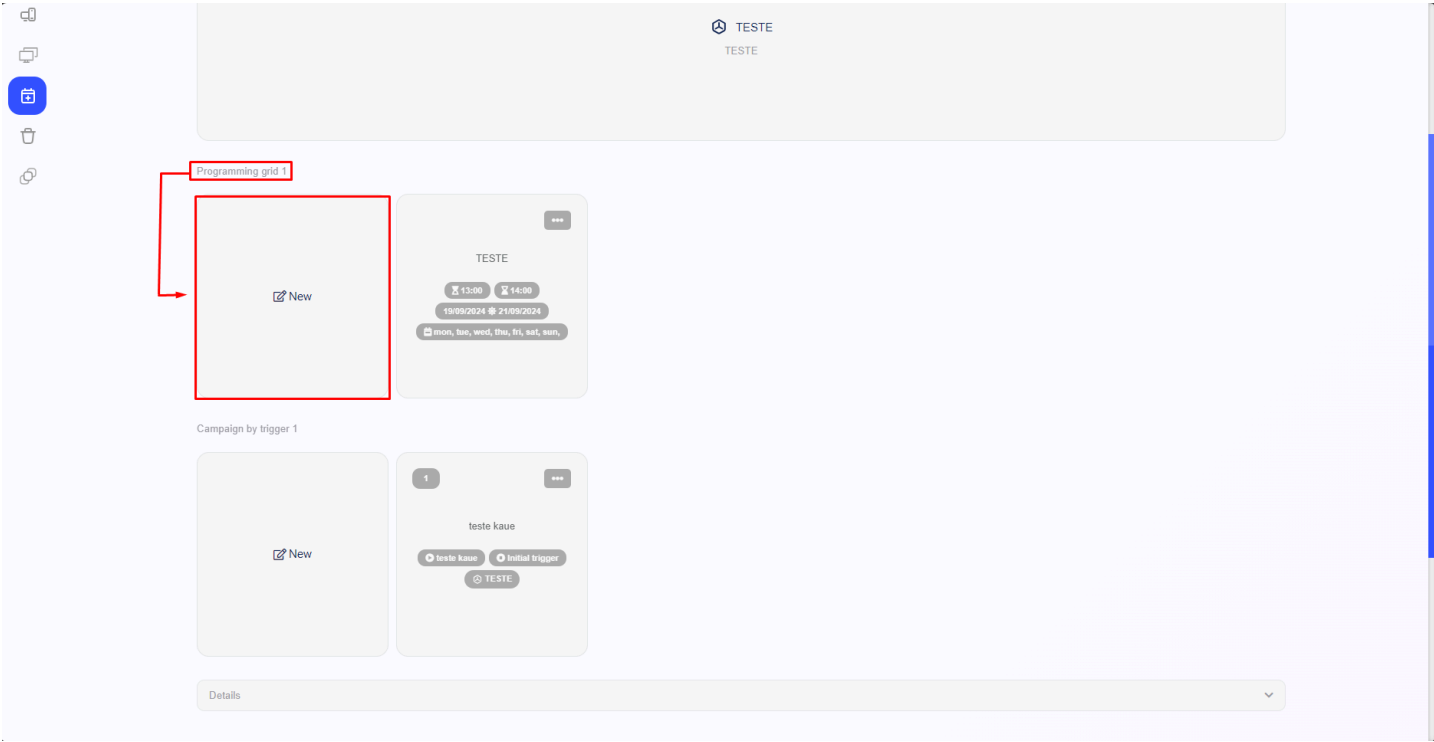 TESTE
TESTE
Programming grid 1
New
TESTE
13:00 14:00
19/09/2024 21/09/2024
mon, tue, wed, thu, fri, sat, sun,
Campaign by trigger 1
New
1
teste kaue
teste kaue Initial trigger
TESTE
Details